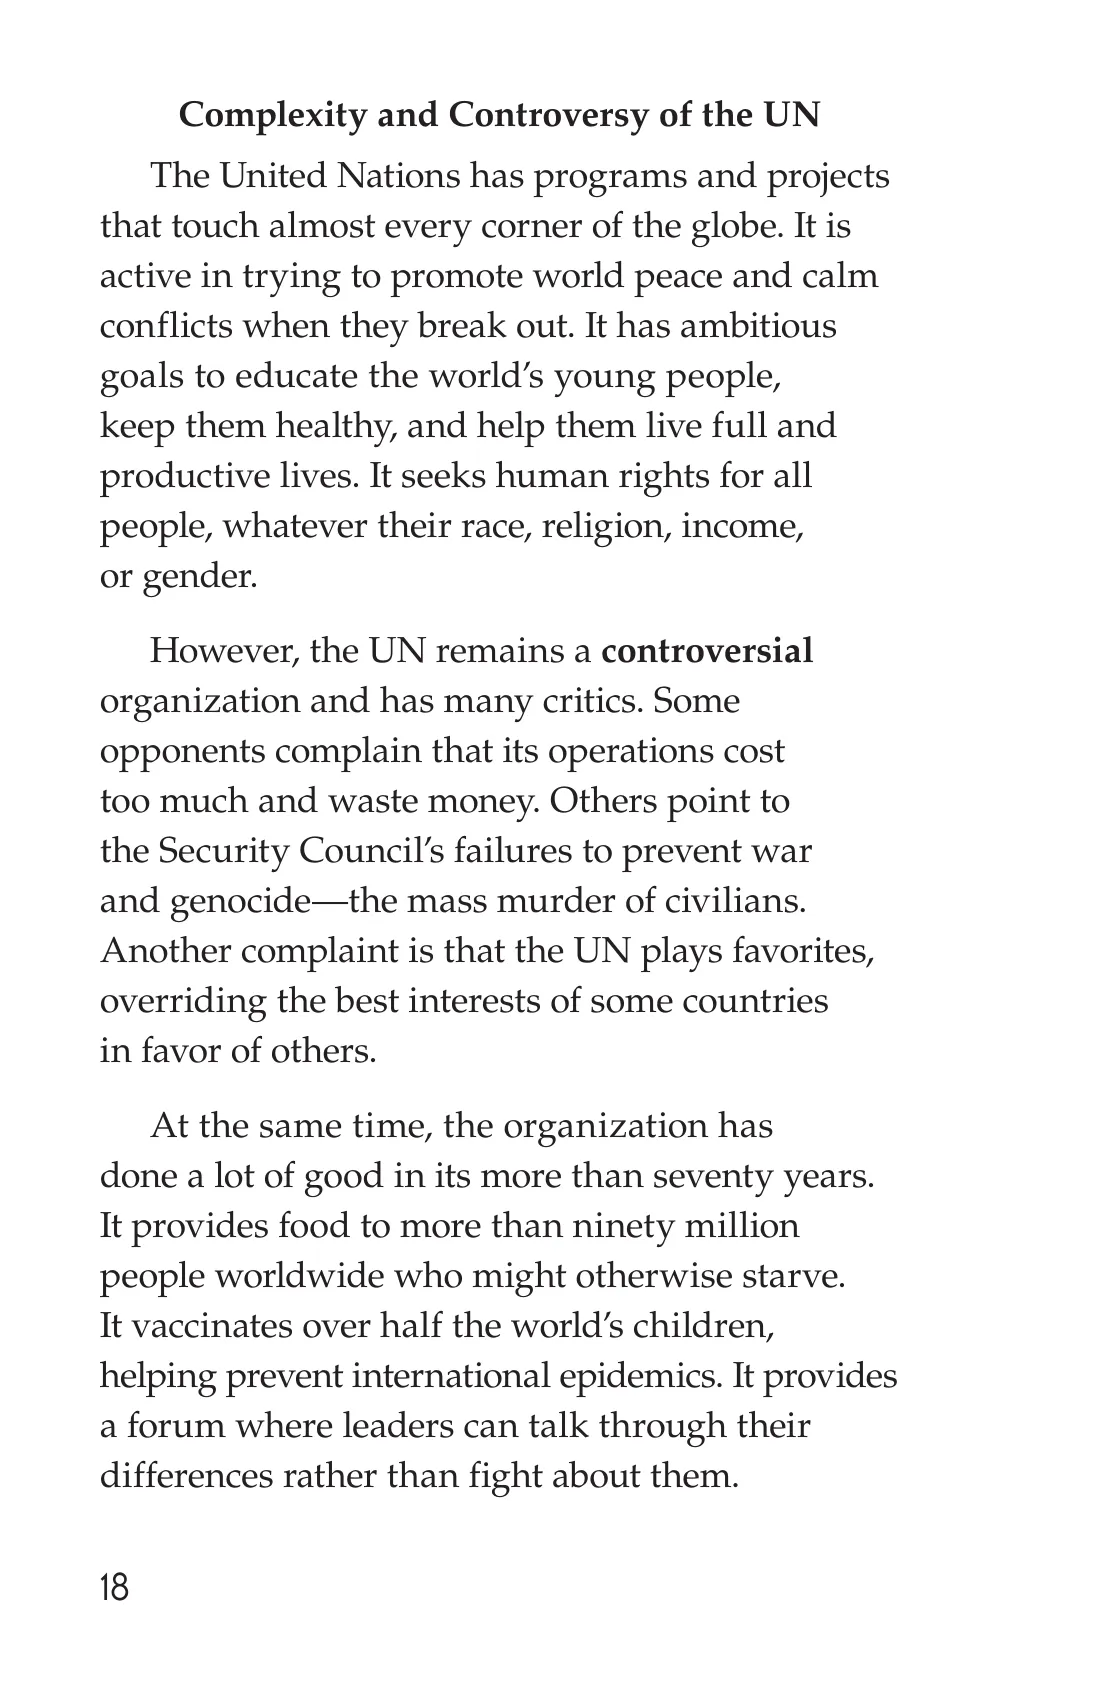 Complexity and Controversy of the UN
The United Nations has programs and projects
that touch almost every corner of the globe. It is
active in trying to promote world peace and calm
conflicts when they break out. It has ambitious
goals to educate the world’s young people,
keep them healthy, and help them live full and
productive lives. It seeks human rights for all
people, whatever their race, religion, income,
or gender.
However, the UN remains a controversial
organization and has many critics. Some
opponents complain that its operations cost
too much and waste money. Others point to
the Security Council’s failures to prevent war
and genocide—the mass murder of civilians.
Another complaint is that the UN plays favorites,
overriding the best interests of some countries
in favor of others.
At the same time, the organization has
done a lot of good in its more than seventy years.
It provides food to more than ninety million
people worldwide who might otherwise starve.
It vaccinates over half the world’s children,
helping prevent international epidemics. It provides
a forum where leaders can talk through their
differences rather than fight about them.
18